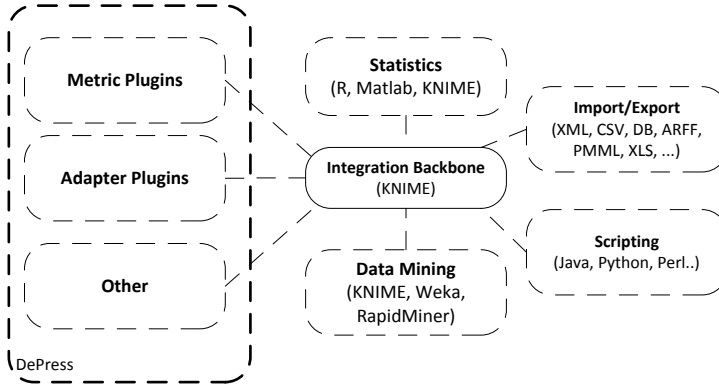 Metric Plugins
Adapter Plugins
Other
DePress
Statistics
(R, Matlab, KNIME)
Integration Backbone
(KNIME)
Data Mining
(KNIME, Weka,
RapidMiner)
Import/Export
(XML, CSV, DB, ARFF,
PMML, XLS, ...)
Scripting
(Java, Python, Perl..)